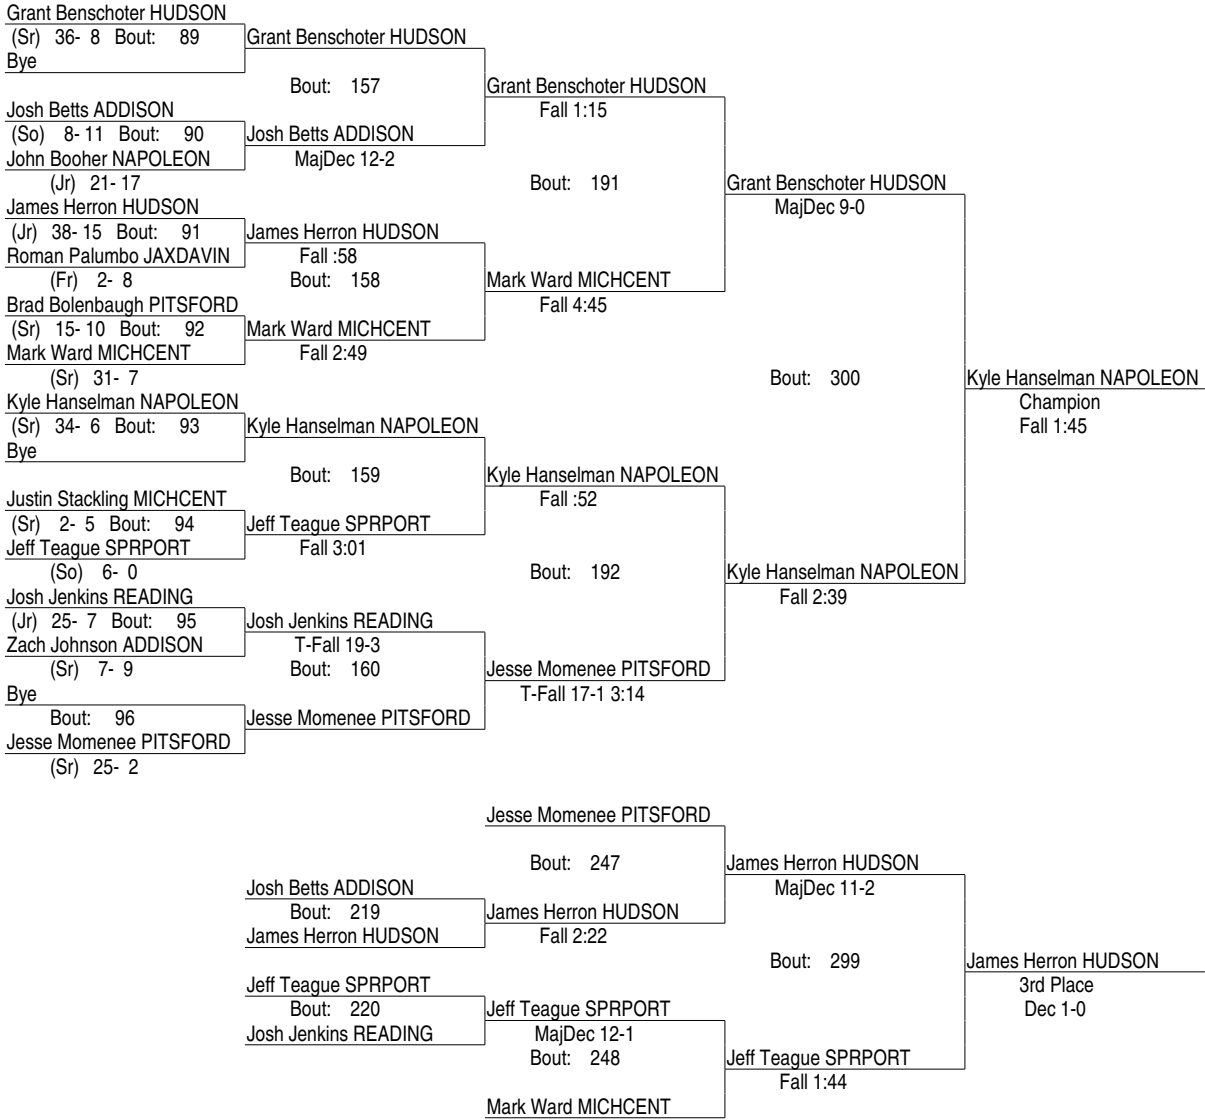 Grant Benschoter HUDSON
(Sr) 36- 8 Bout: 89 Grant Benschoter HUDSON
Bye
Bout: 157 Grant Benschoter HUDSON
Josh Betts ADDISON Fall 1:15
(So) 8- 11 Bout: 90 Josh Betts ADDISON
John Booher NAPOLEON MajDec 12-2
(Jr) 21- 17 Bout: 191 Grant Benschoter HUDSON
James Herron HUDSON MajDec 9-0
(Jr) 38- 15 Bout: 91 James Herron HUDSON
Roman Palumbo JAXDAVIN Fall :58
(Fr) 2- 8 Bout: 158 Mark Ward MICHCENT
Brad Bolenbaugh PITSFORD Fall 4:45
(Sr) 15- 10 Bout: 92 Mark Ward MICHCENT
Mark Ward MICHCENT Fall 2:49
(Sr) 31- 7 Bout: 300 Kyle Hanselman NAPOLEON
Kyle Hanselman NAPOLEON Champion
(Sr) 34- 6 Bout: 93 Kyle Hanselman NAPOLEON Fall 1:45
Bye
Bout: 159 Kyle Hanselman NAPOLEON
Justin Stackling MICHCENT Fall :52
(Sr) 2- 5 Bout: 94 Jeff Teague SPRPORT
Jeff Teague SPRPORT Fall 3:01
(So) 6- 0 Bout: 192 Kyle Hanselman NAPOLEON
Josh Jenkins READING Fall 2:39
(Jr) 25- 7 Bout: 95 Josh Jenkins READING
Zach Johnson ADDISON T-Fall 19-3
(Sr) 7- 9 Bout: 160 Jesse Momenee PITSFORD
Bye T-Fall 17-1 3:14
Bout: 96 Jesse Momenee PITSFORD
Jesse Momenee PITSFORD
(Sr) 25- 2
Jesse Momenee PITSFORD
Bout: 247 James Herron HUDSON
Josh Betts ADDISON MajDec 11-2
Bout: 219 James Herron HUDSON
James Herron HUDSON Fall 2:22
Bout: 299 James Herron HUDSON
Jeff Teague SPRPORT 3rd Place
Bout: 220 Jeff Teague SPRPORT Dec 1-0
Josh Jenkins READING MajDec 12-1
Bout: 248 Jeff Teague SPRPORT
Fall 1:44
Mark Ward MICHCENT